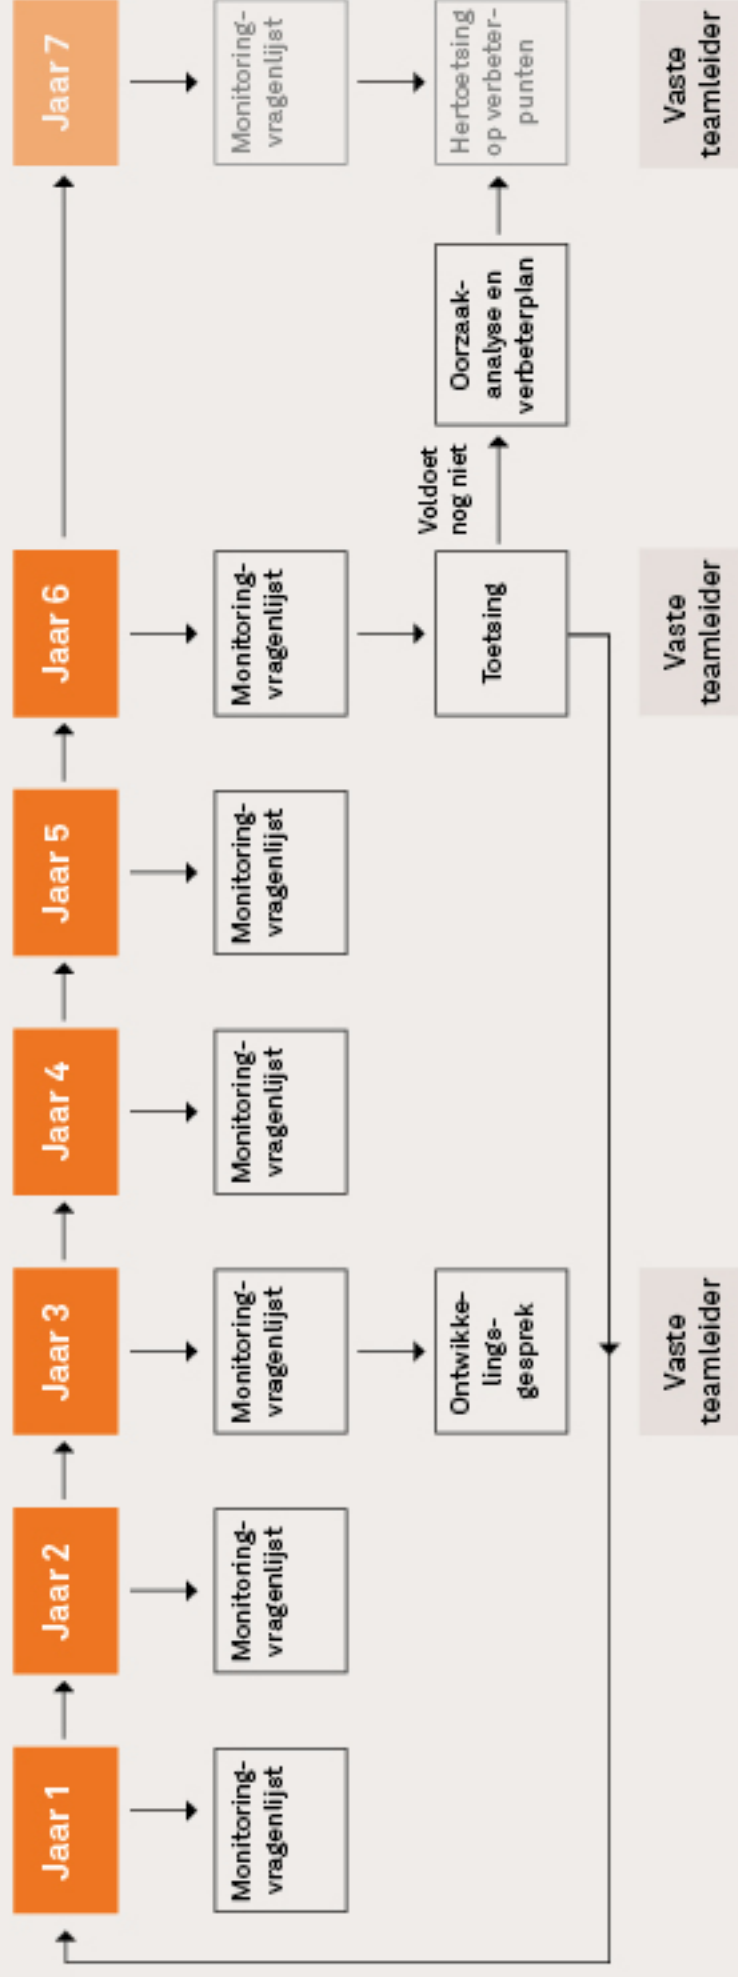 Jaar 1
Jaar 2
Jaar 3
Jaar 4
Jaar 5
Jaar 6
Jaar 7
Monitoring-
vragenlijst
Monitoring-
vragenlijst
Monitoring-
vragenlijst
Monitoring-
vragenlijst
Monitoring-
vragenlijst
Monitoring-
vragenlijst
Monitoring-
vragenlijst
Ontwikke-
lings-
gesprek
Toetsing
Voldoet
nog niet
Oorzaak-
analyse en
verbeterplan
Hertoetsing
op verbeter-
punten
Vaste
teamleider
Vaste
teamleider
Vaste
teamleider